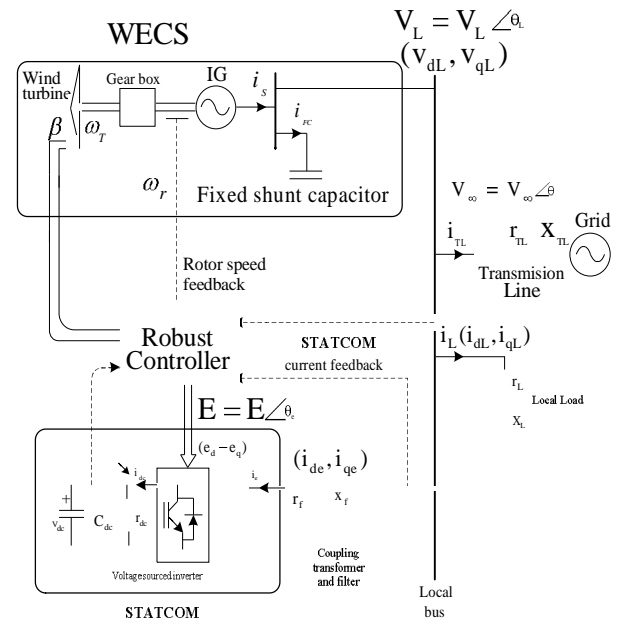 WECS
V_L = V_L ∠θ_L
(v_dL, v_qL)
Wind
turbine
Gear box
IG
i_S
i_FC
β
ω_T
ω_r
Fixed shunt capacitor
V_∞ = V_∞ ∠θ
i_TL
r_TL
X_TL
Grid
Transmision
Line
Rotor speed
feedback
Robust
Controller
STATCOM
current feedback
i_L(i_dL, i_qL)
r_L
Local Load
X_L
E = E∠θ_e
(e_d – e_q)
(i_de, i_qe)
i_dc
i_e
r_f
x_f
+
v_dc
C_dc
r_dc
Voltage sourced inverter
Coupling
transformer
and filter
STATCOM
Local
bus